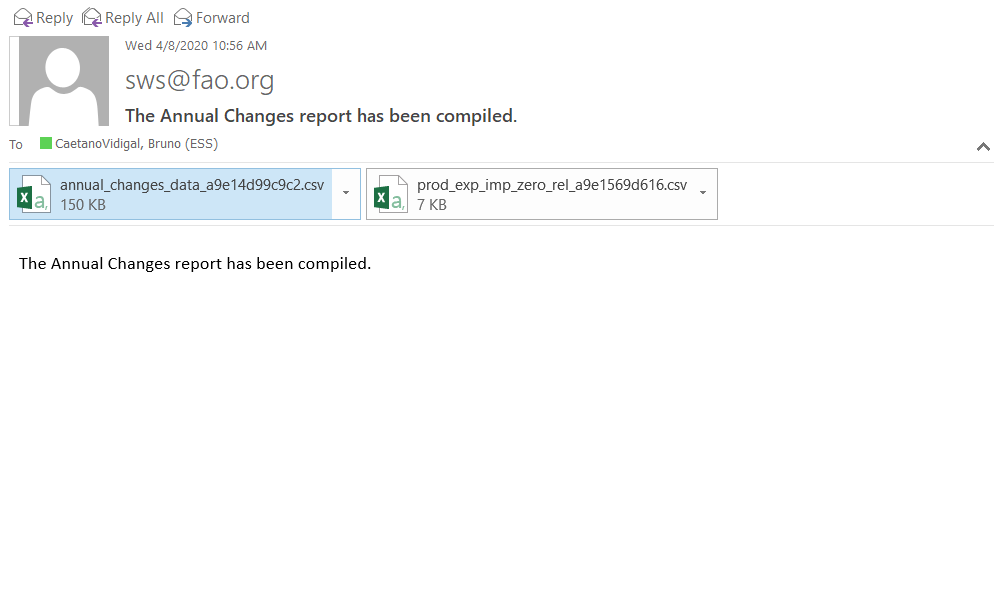 Reply Reply All Forward
Wed 4/8/2020 10:56 AM
sws@fao.org
The Annual Changes report has been compiled.
To CaetanoVidigal, Bruno (ESS)
annual_changes_data_a9e14d99c9c2.csv
150 KB
prod_exp_imp_zero_rel_a9e1569d616.csv
7 KB
The Annual Changes report has been compiled.